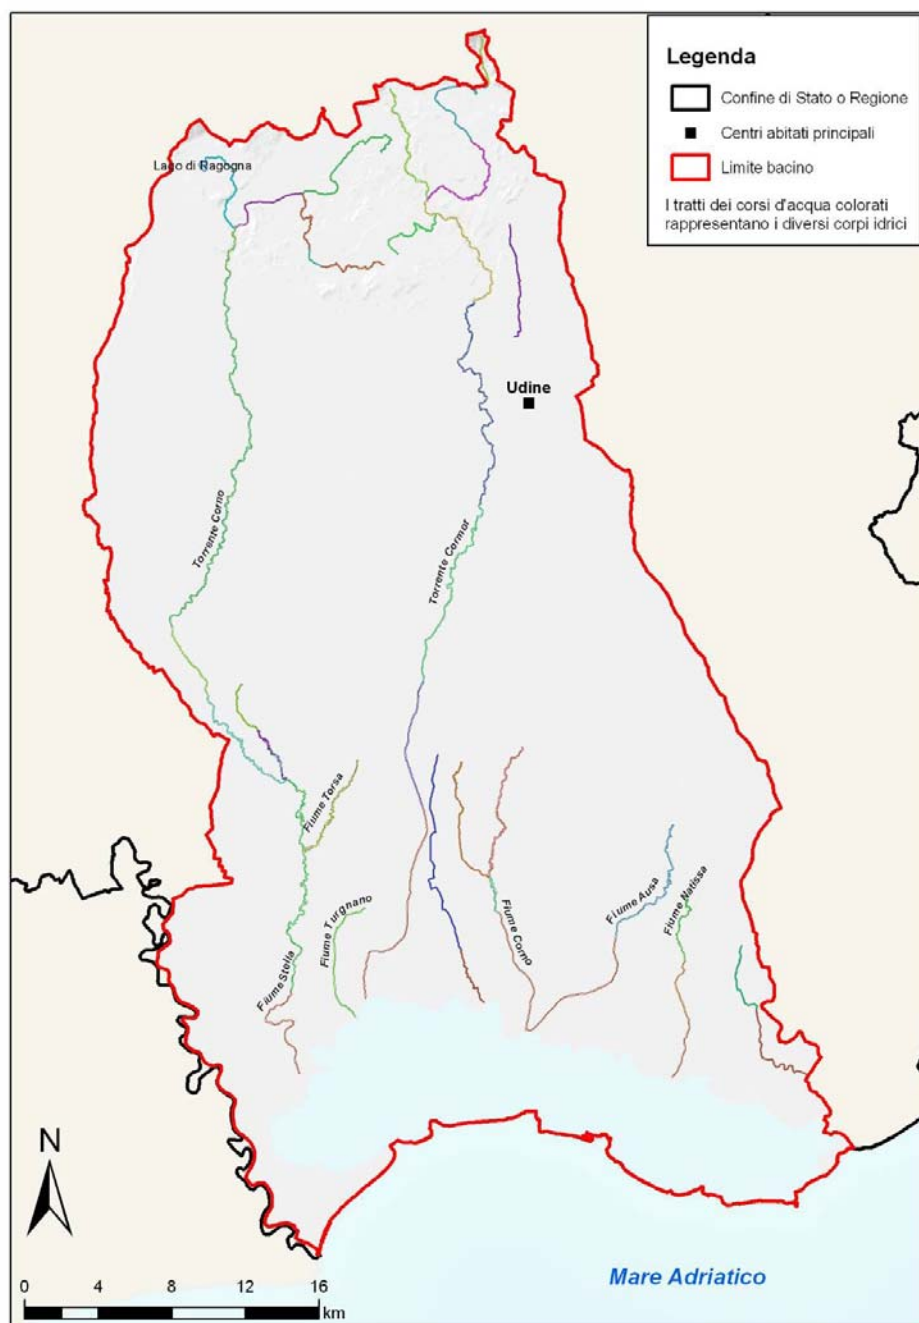 Legenda
Confine di Stato o Regione
Centri abitati principali
Limite bacino
I tratti dei corsi d'acqua colorati
rappresentano i diversi corpi idrici
Lago di Ragogna
Udine
Torrente Corno
Torrente Cormor
Fiume Torsa
Fiume Turgnano
Fiume Stella
Fiume Corno
Fiume Ausa
Fiume Natissa
N
0 4 8 12 16
km
Mare Adriatico